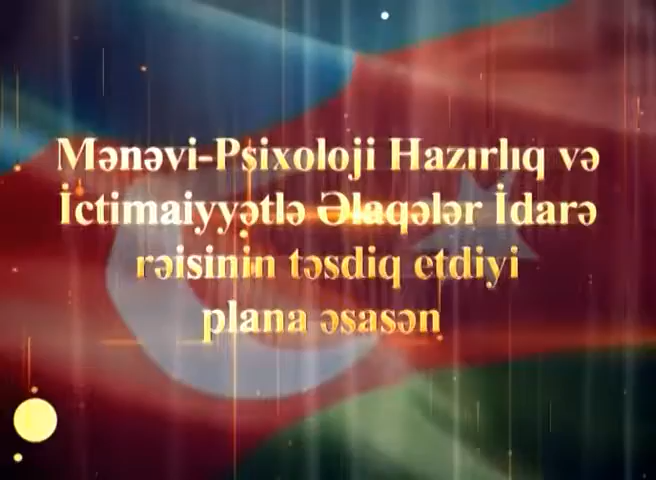 Mənəvi-Psixoloji Hazırlıq və
İctimaiyyətlə Əlaqələr İdarə
rəisinin təsdiq etdiyi
plana əsasən